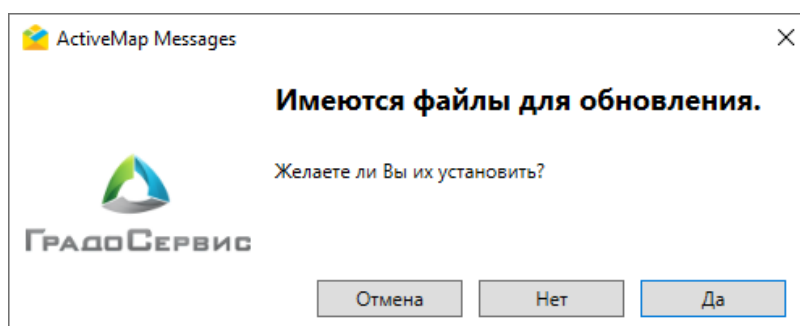 ActiveMap Messages
Имеются файлы для обновления.
Желаете ли Вы их установить?
ГрадоСервис
Отмена
Нет
Да